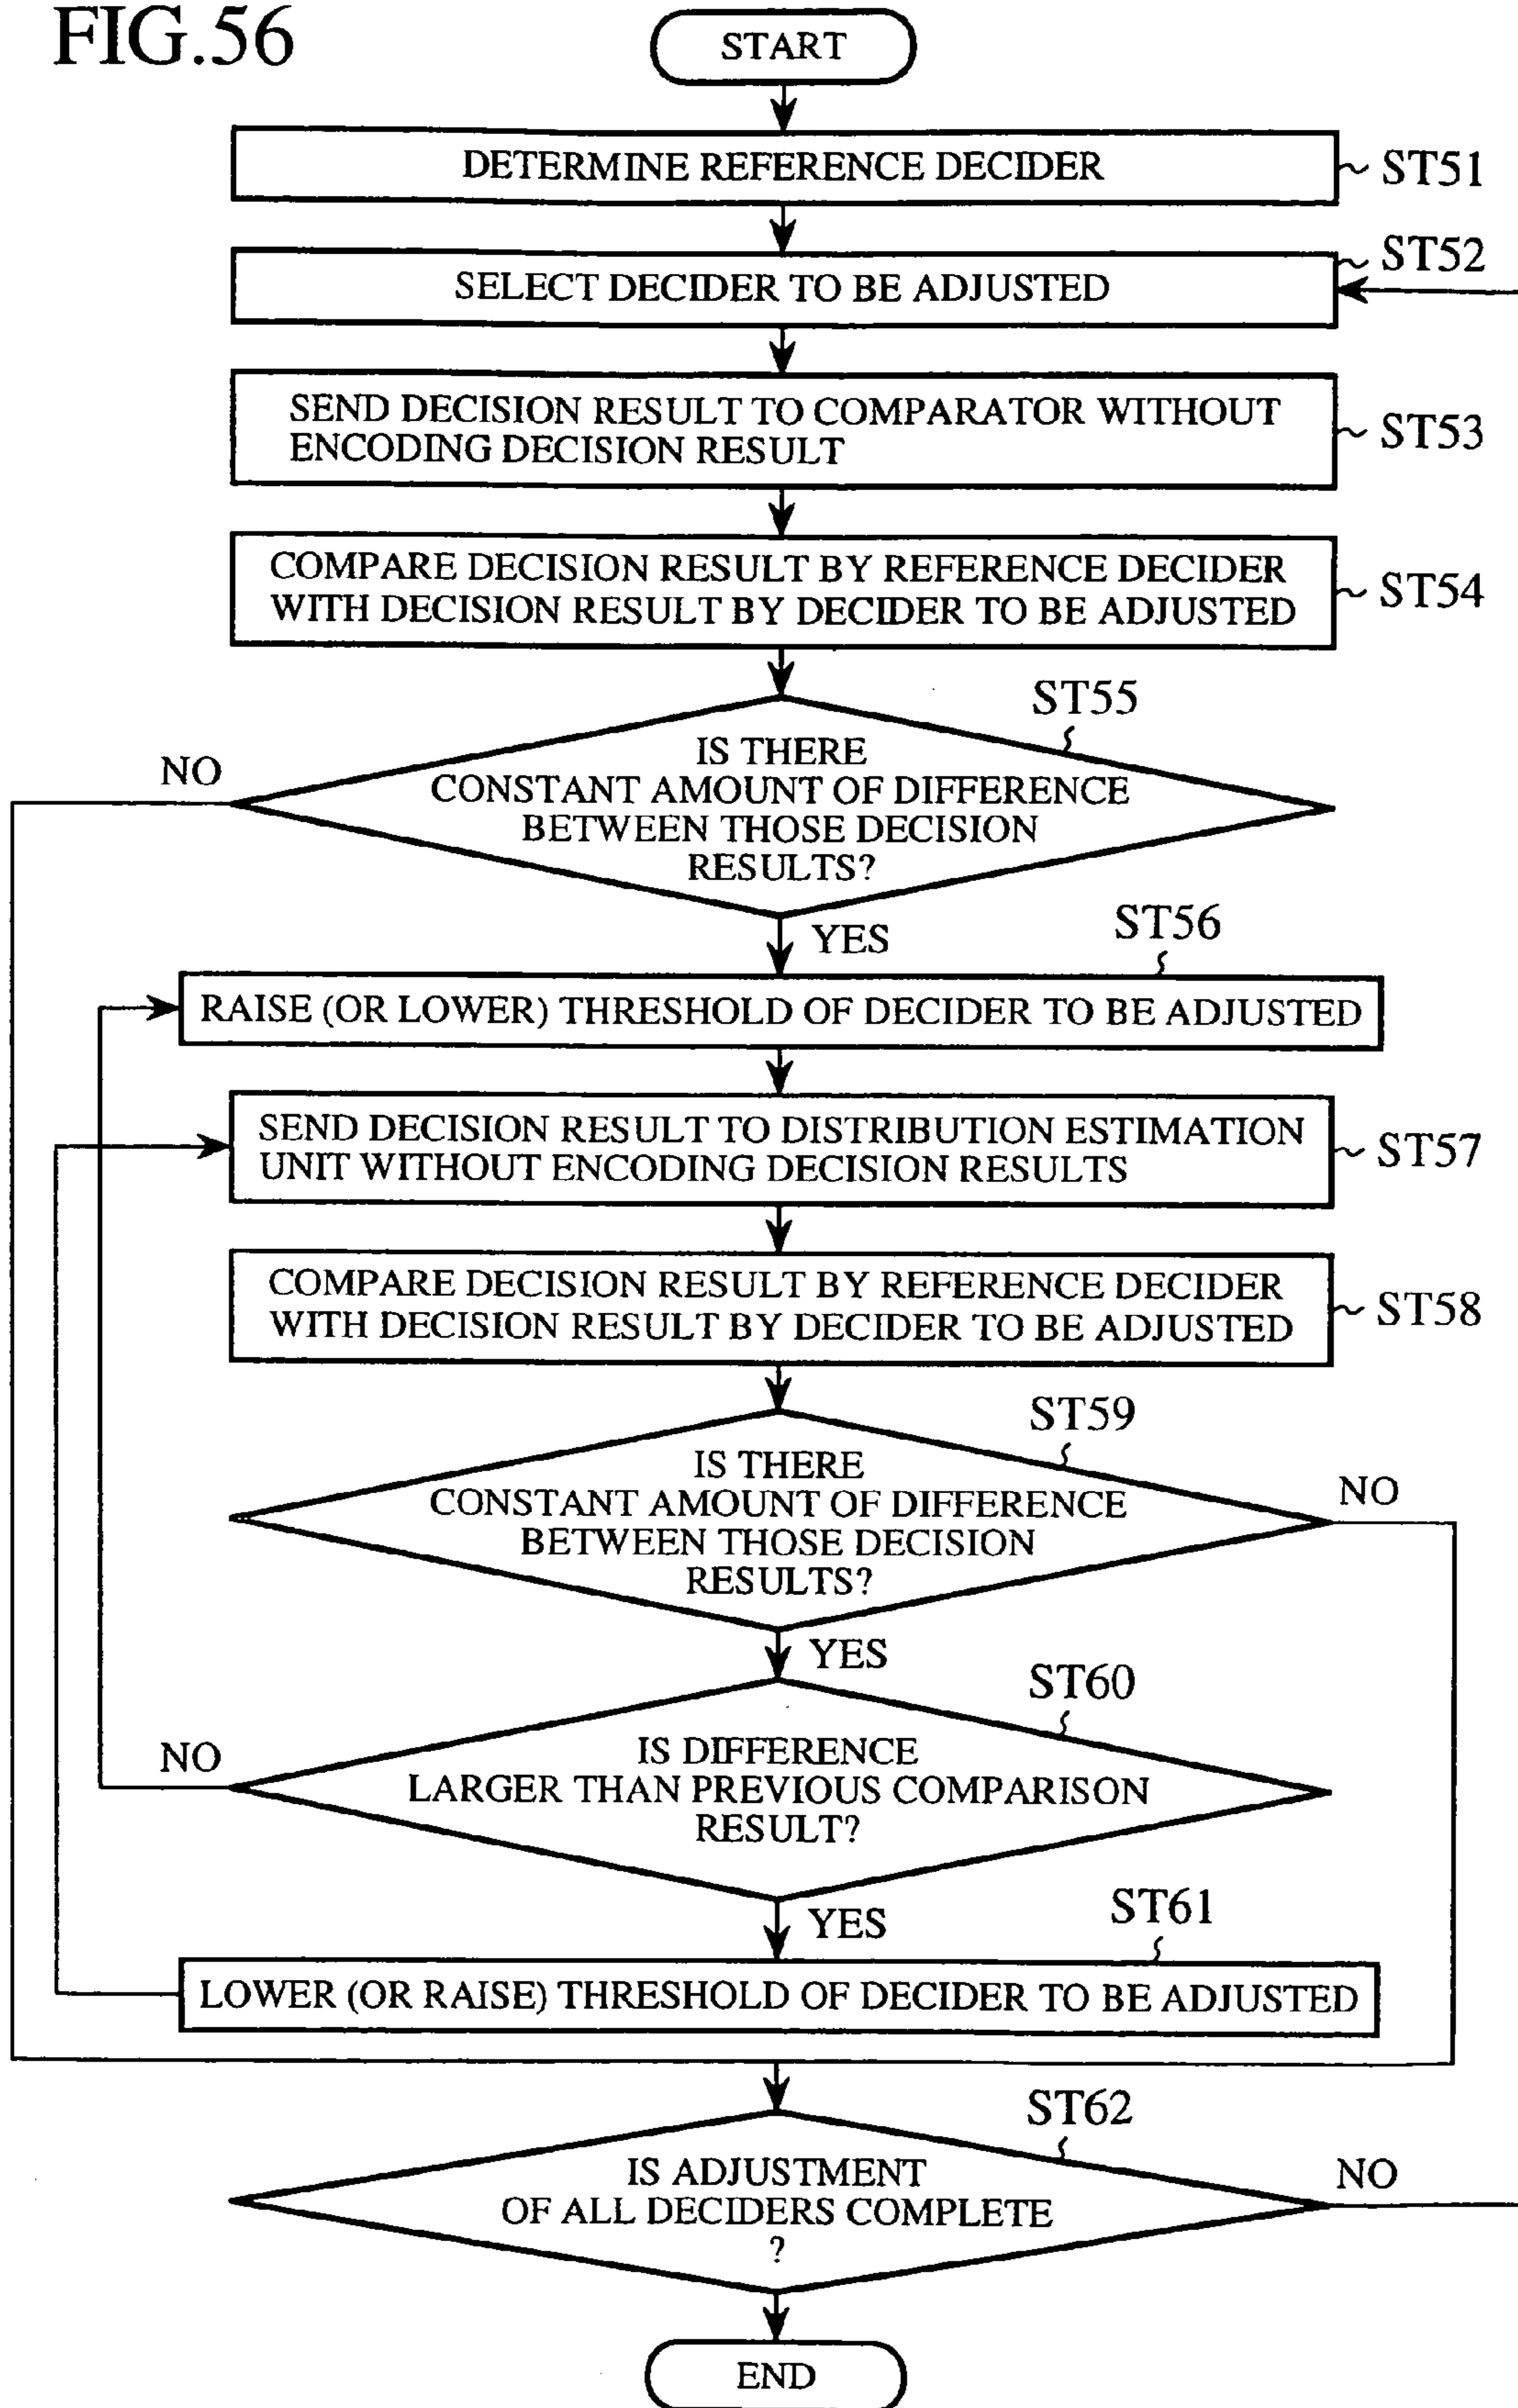 FIG.56
START
DETERMINE REFERENCE DECIDER
ST51
SELECT DECIDER TO BE ADJUSTED
ST52
SEND DECISION RESULT TO COMPARATOR WITHOUT
ENCODING DECISION RESULT
ST53
COMPARE DECISION RESULT BY REFERENCE DECIDER
WITH DECISION RESULT BY DECIDER TO BE ADJUSTED
ST54
ST55
IS THERE
CONSTANT AMOUNT OF DIFFERENCE
BETWEEN THOSE DECISION
RESULTS?
NO
YES
ST56
RAISE (OR LOWER) THRESHOLD OF DECIDER TO BE ADJUSTED
SEND DECISION RESULT TO DISTRIBUTION ESTIMATION
UNIT WITHOUT ENCODING DECISION RESULTS
ST57
COMPARE DECISION RESULT BY REFERENCE DECIDER
WITH DECISION RESULT BY DECIDER TO BE ADJUSTED
ST58
ST59
IS THERE
CONSTANT AMOUNT OF DIFFERENCE
BETWEEN THOSE DECISION
RESULTS?
NO
YES
ST60
IS DIFFERENCE
LARGER THAN PREVIOUS COMPARISON
RESULT?
NO
YES
ST61
LOWER (OR RAISE) THRESHOLD OF DECIDER TO BE ADJUSTED
ST62
IS ADJUSTMENT
OF ALL DECIDERS COMPLETE
?
NO
END